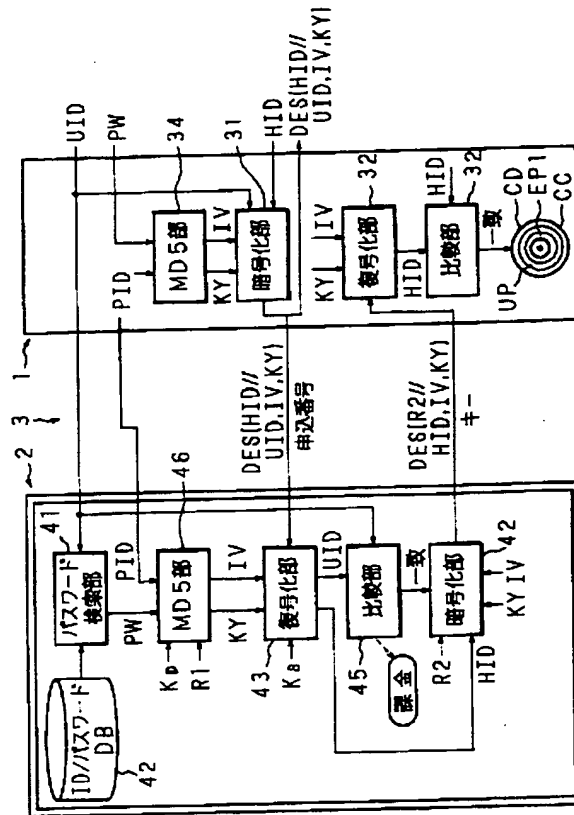 1
3
2
UID
PW
PID
34
MD5部
KY
IV
31
暗号化部
HID
DES(HID//
UID,IV,KY)
KY
IV
32
復号化部
HID
HID
32
比較部
一致
CD
EP1
CC
UP
DES(HID//
UID,IV,KY)
申込番号
DES(R2//
HID,IV,KY)
キー
ID/パスワード
DB
42
41
パスワード
検索部
PW
PID
46
MD5部
KD
R1
KY
IV
43
復号化部
KB
UID
45
比較部
課金
一致
42
暗号化部
R2
HID
KY
IV